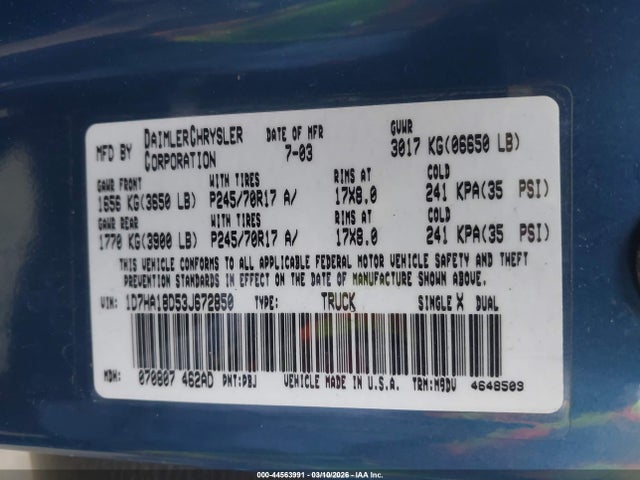 MFD BY DAIMLERCHRYSLER CORPORATION DATE OF MFR 7-03 GVWR 3017 KG(06650 LB)
GAWR FRONT WITH TIRES RIMS AT COLD
1656 KG(3650 LB) P245/70R17 A/ 17X8.0 241 KPA(35 PSI)
GAWR REAR WITH TIRES RIMS AT COLD
1770 KG(3900 LB) P245/70R17 A/ 17X8.0 241 KPA(35 PSI)
THIS VEHICLE CONFORMS TO ALL APPLICABLE FEDERAL MOTOR VEHICLE SAFETY AND THEFT
PREVENTION STANDARDS IN EFFECT ON THE DATE OF MANUFACTURE SHOWN ABOVE.
VIN: 1D7HA18D53J672850 TYPE: TRUCK SINGLE X DUAL
MDH: 070807 462AD PNT:PBJ VEHICLE MADE IN U.S.A. TRM:M9DV 4648509
000-44563991 - 03/10/2026 - IAA Inc.